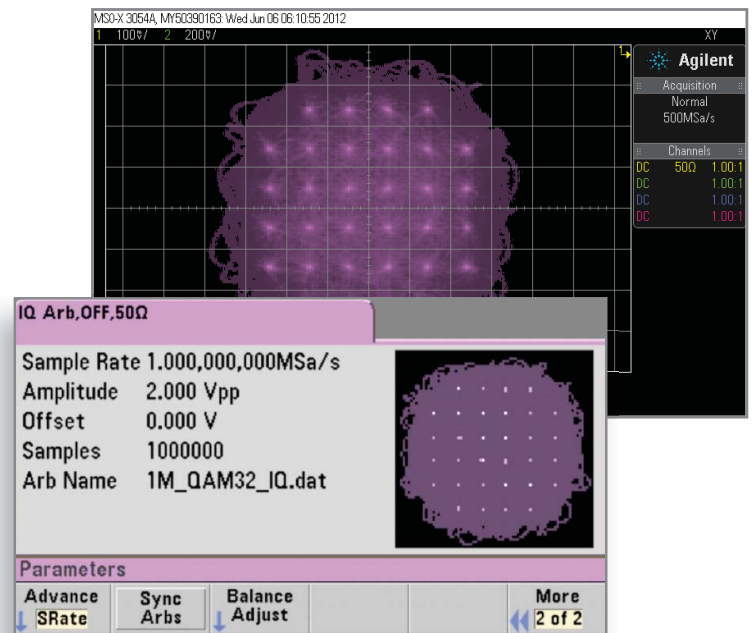 MSO-X 3054A, MY50390163: Wed Jun 06 06:10:55 2012
1 100♡/ 2 200♡/ XY
1
Agilent
Acquisition
Normal
500MSa/s
Channels
DC 50Ω 1.00:1
DC 1.00:1
DC 1.00:1
DC 1.00:1
IQ Arb,OFF,50Ω
Sample Rate 1.000,000,000MSa/s
Amplitude 2.000 Vpp
Offset 0.000 V
Samples 1000000
Arb Name 1M_QAM32_IQ.dat
Parameters
Advance
SRate
Sync
Arbs
Balance
Adjust
More
2 of 2